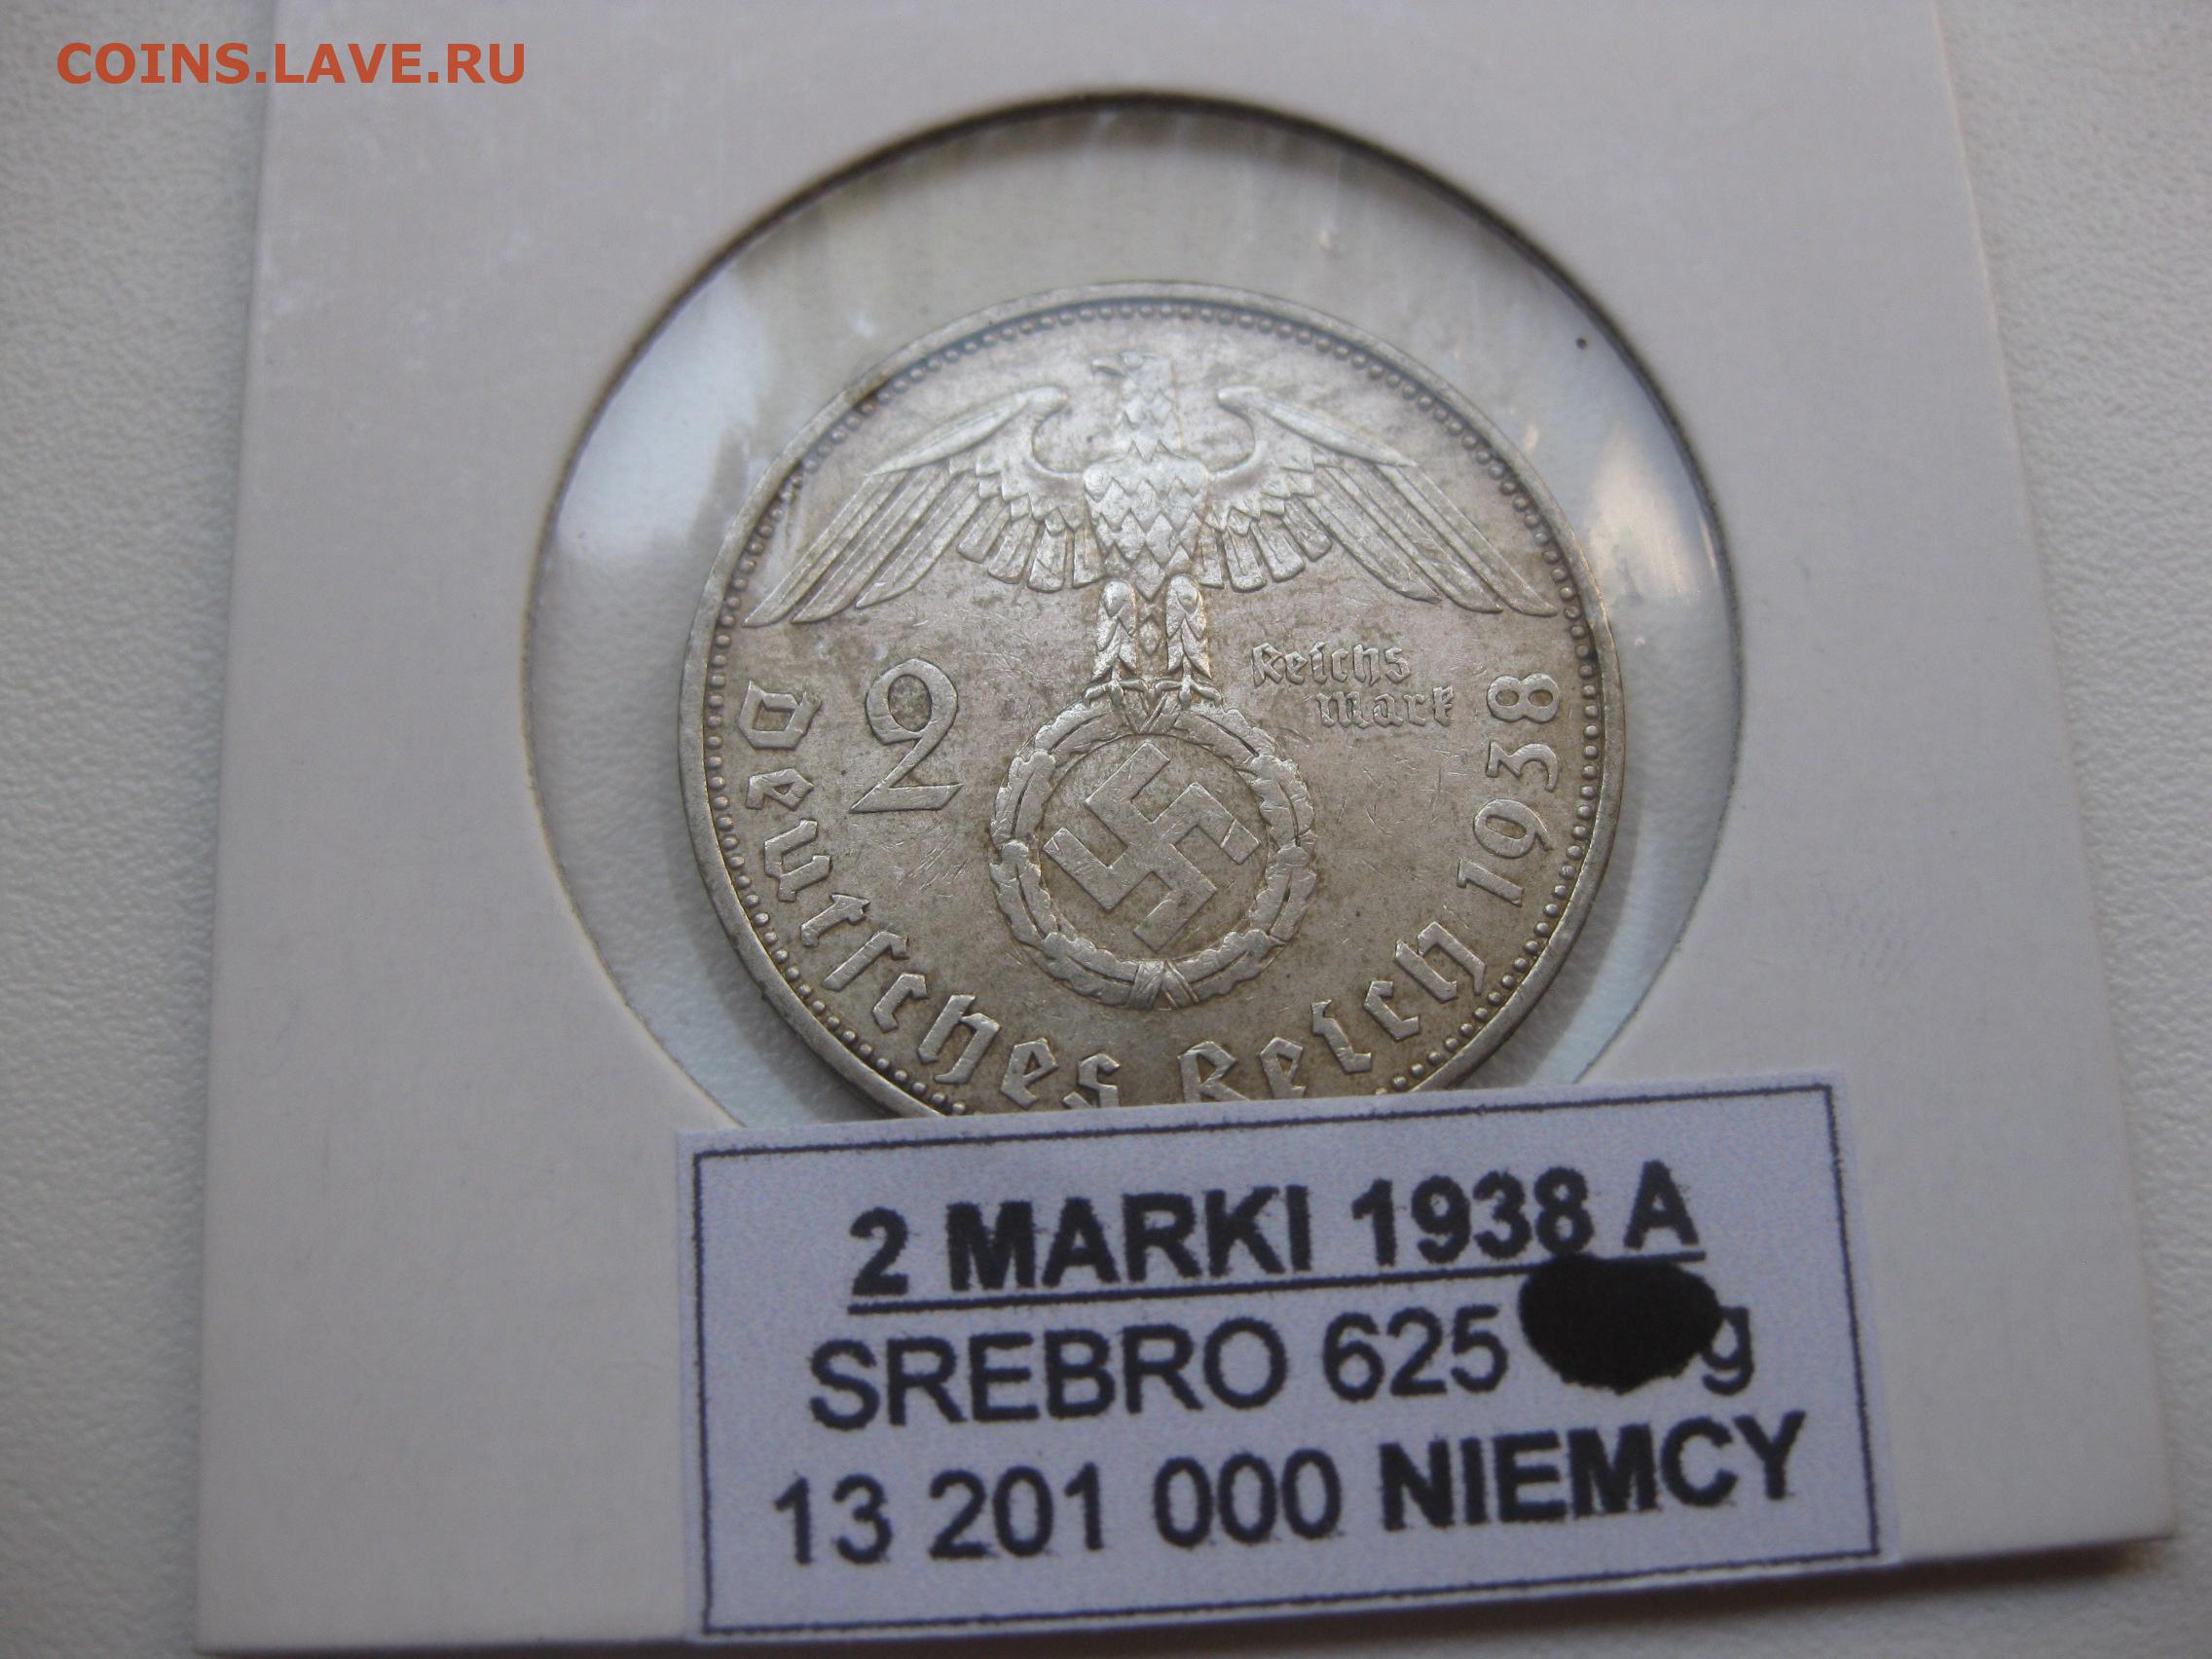 COINS.LAVE.RU
2
Reichs
mark
Deutsches Reich 1938
2 MARKI 1938 A
SREBRO 625 g
13 201 000 NIEMCY